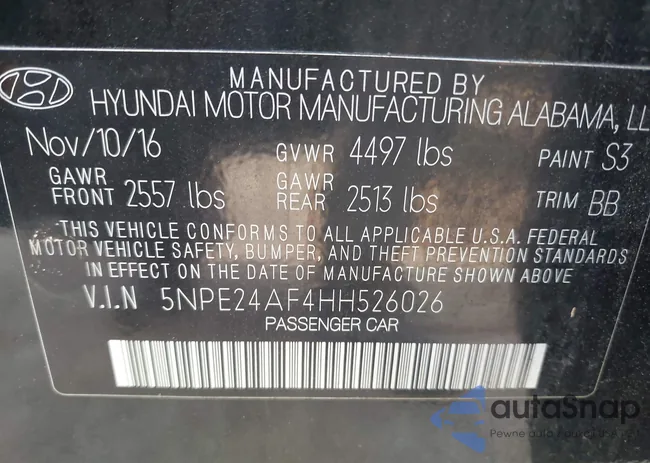 MANUFACTURED BY
HYUNDAI MOTOR MANUFACTURING ALABAMA, LL
Nov/10/16 GVWR 4497 lbs PAINT S3
GAWR FRONT 2557 lbs GAWR REAR 2513 lbs TRIM BB
THIS VEHICLE CONFORMS TO ALL APPLICABLE U.S.A. FEDERAL
MOTOR VEHICLE SAFETY, BUMPER, AND THEFT PREVENTION STANDARDS
IN EFFECT ON THE DATE OF MANUFACTURE SHOWN ABOVE
V.I.N 5NPE24AF4HH526026
PASSENGER CAR
autoSnap
Pewne auto